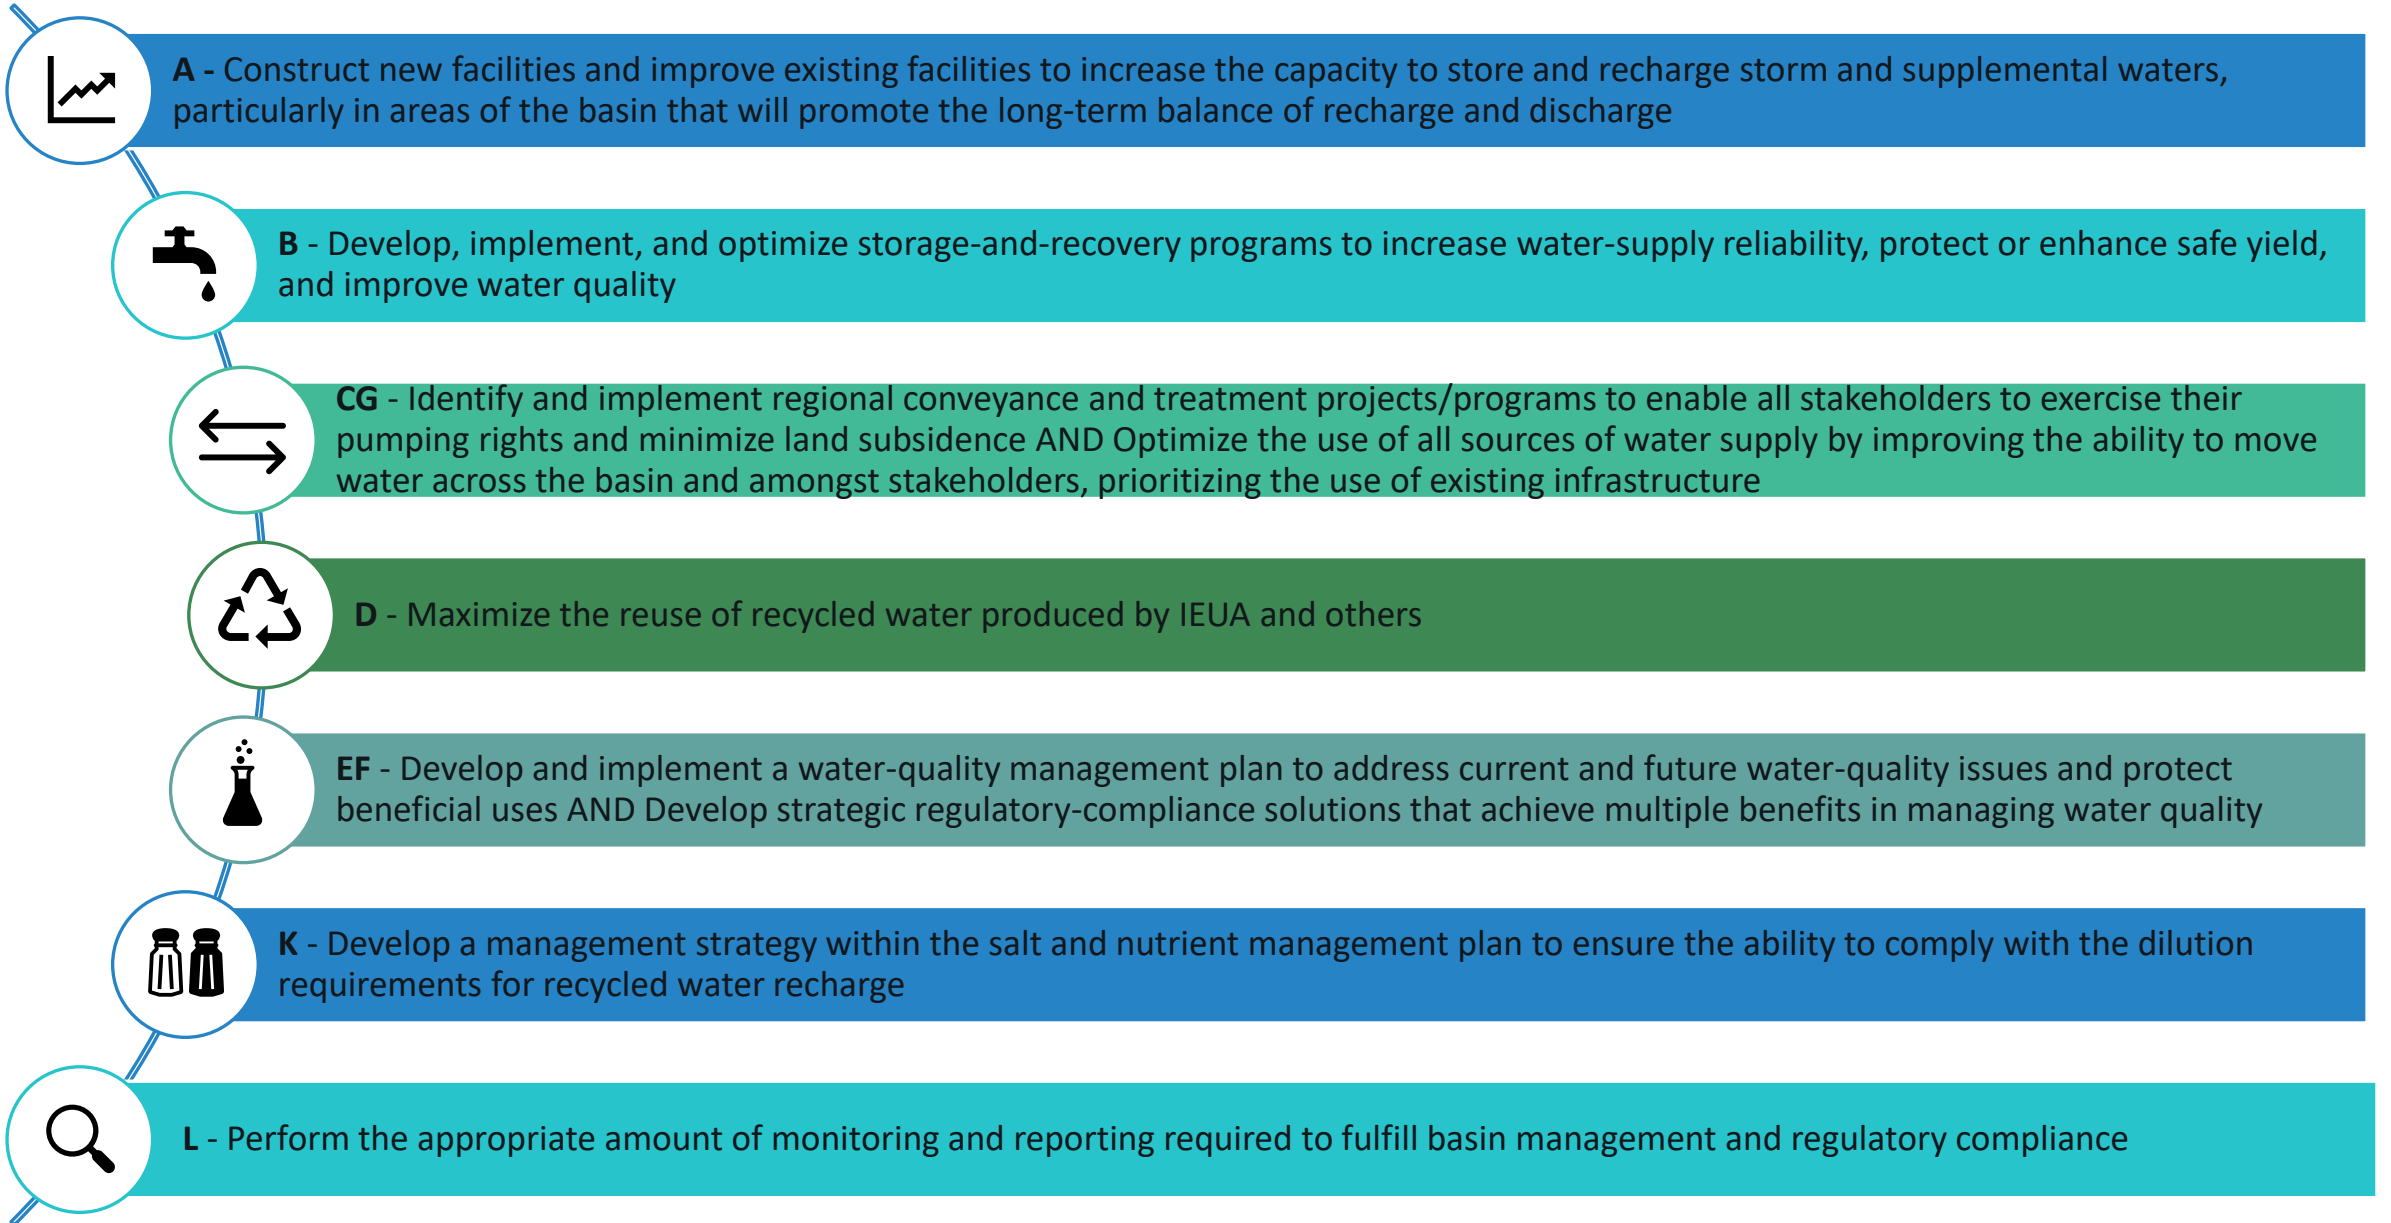 A - Construct new facilities and improve existing facilities to increase the capacity to store and recharge storm and supplemental waters,
particularly in areas of the basin that will promote the long-term balance of recharge and discharge
B - Develop, implement, and optimize storage-and-recovery programs to increase water-supply reliability, protect or enhance safe yield,
and improve water quality
CG - Identify and implement regional conveyance and treatment projects/programs to enable all stakeholders to exercise their
pumping rights and minimize land subsidence AND Optimize the use of all sources of water supply by improving the ability to move
water across the basin and amongst stakeholders, prioritizing the use of existing infrastructure
D - Maximize the reuse of recycled water produced by IEUA and others
EF - Develop and implement a water-quality management plan to address current and future water-quality issues and protect
beneficial uses AND Develop strategic regulatory-compliance solutions that achieve multiple benefits in managing water quality
K - Develop a management strategy within the salt and nutrient management plan to ensure the ability to comply with the dilution
requirements for recycled water recharge
L - Perform the appropriate amount of monitoring and reporting required to fulfill basin management and regulatory compliance